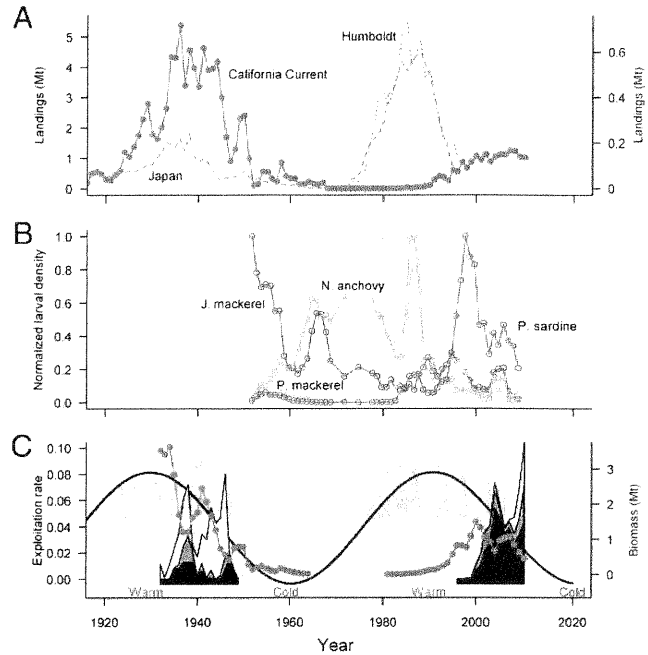 A
Landings (Mt)
5
4
3
2
1
0
Humboldt
California Current
Japan
0.6
0.4
0.2
0
Landings (Mt)
B
Normalized larval density
1.0
0.8
0.6
0.4
0.2
0.0
N. anchovy
J. mackerel
P. sardine
P. mackerel
C
Exploitation rate
0.10
0.08
0.06
0.04
0.02
0.00
3
2
1
0
Biomass (Mt)
Warm
Cold
Warm
Cold
1920
1940
1960
1980
2000
2020
Year